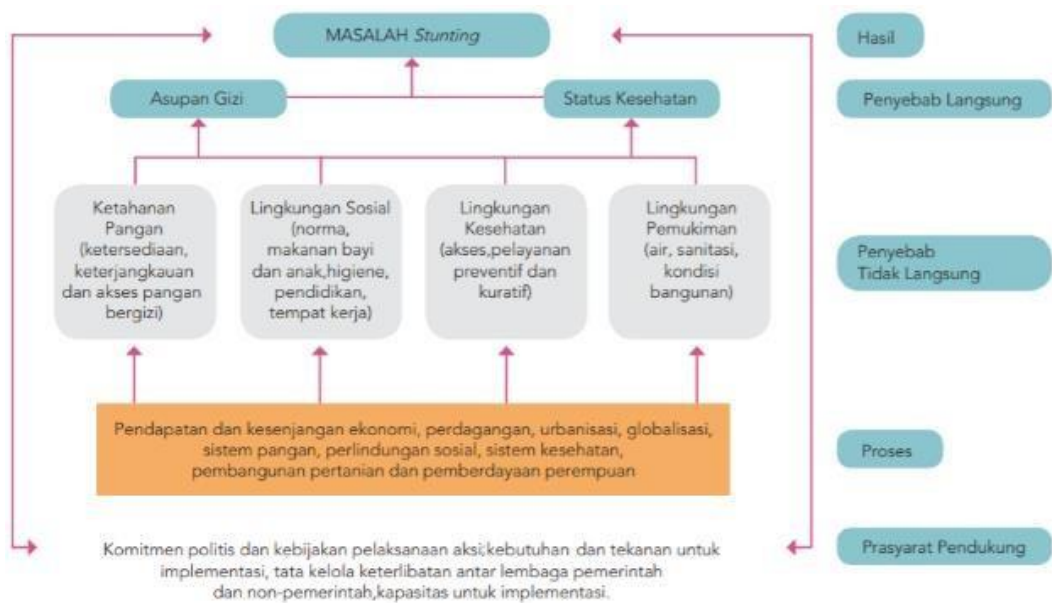 MASALAH Stunting
Hasil
Asupan Gizi
Status Kesehatan
Penyebab Langsung
Ketahanan
Pangan
(ketersediaan,
keterjangkauan
dan akses pangan
bergizi)
Lingkungan Sosial
(norma,
makanan bayi
dan anak,higiene,
pendidikan,
tempat kerja)
Lingkungan
Kesehatan
(akses,pelayanan
preventif dan
kuratif)
Lingkungan
Pemukiman
(air, sanitasi,
kondisi
bangunan)
Penyebab
Tidak Langsung
Pendapatan dan kesenjangan ekonomi, perdagangan, urbanisasi, globalisasi,
sistem pangan, perlindungan sosial, sistem kesehatan,
pembangunan pertanian dan pemberdayaan perempuan
Proses
Komitmen politis dan kebijakan pelaksanaan aksi;kebutuhan dan tekanan untuk
implementasi, tata kelola keterlibatan antar lembaga pemerintah
dan non-pemerintah,kapasitas untuk implementasi.
Prasyarat Pendukung